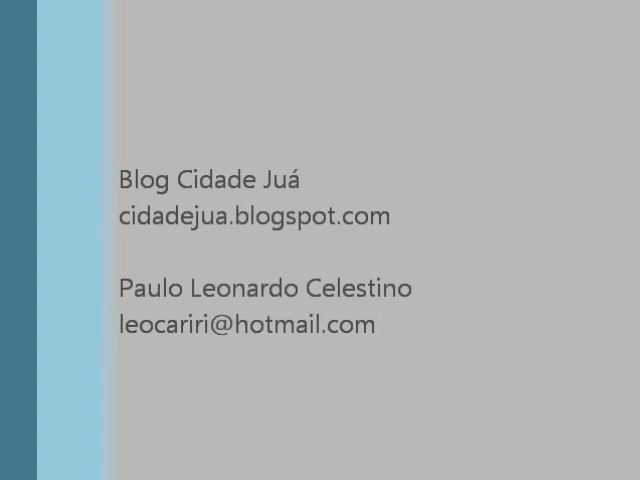 Blog Cidade Juá
cidadejua.blogspot.com
Paulo Leonardo Celestino
leocariri@hotmail.com